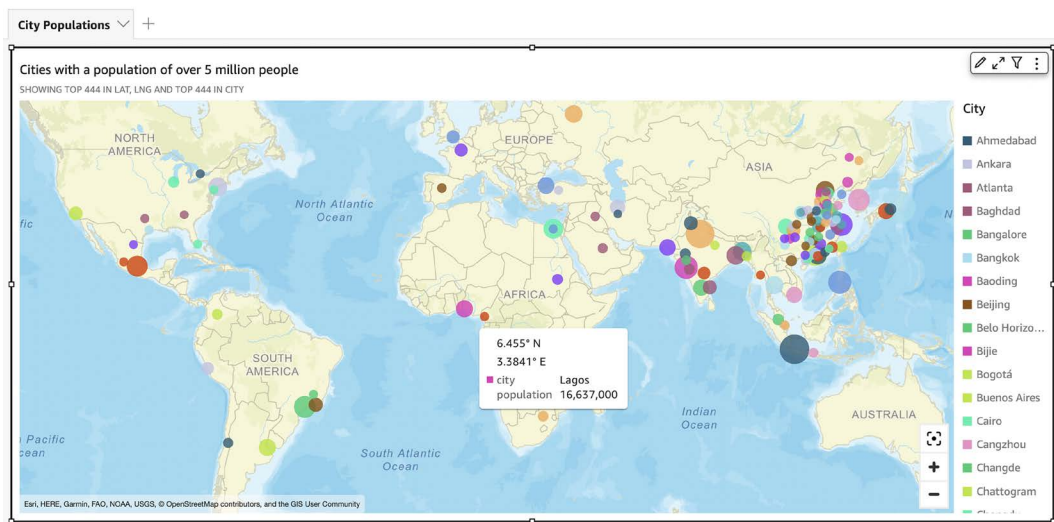 City Populations
Cities with a population of over 5 million people
SHOWING TOP 444 IN LAT, LNG AND TOP 444 IN CITY
NORTH
AMERICA
North Atlantic
Ocean
EUROPE
ASIA
AFRICA
SOUTH
AMERICA
South Atlantic
Ocean
Indian
Ocean
AUSTRALIA
Pacific
6.455° N
3.3841° E
city Lagos
population 16,637,000
Esri, HERE, Garmin, FAO, NOAA, USGS, © OpenStreetMap contributors, and the GIS User Community
City
Ahmedabad
Ankara
Atlanta
Baghdad
Bangalore
Bangkok
Baoding
Beijing
Belo Horizo...
Bijie
Bogotá
Buenos Aires
Cairo
Cangzhou
Changde
Chattogram